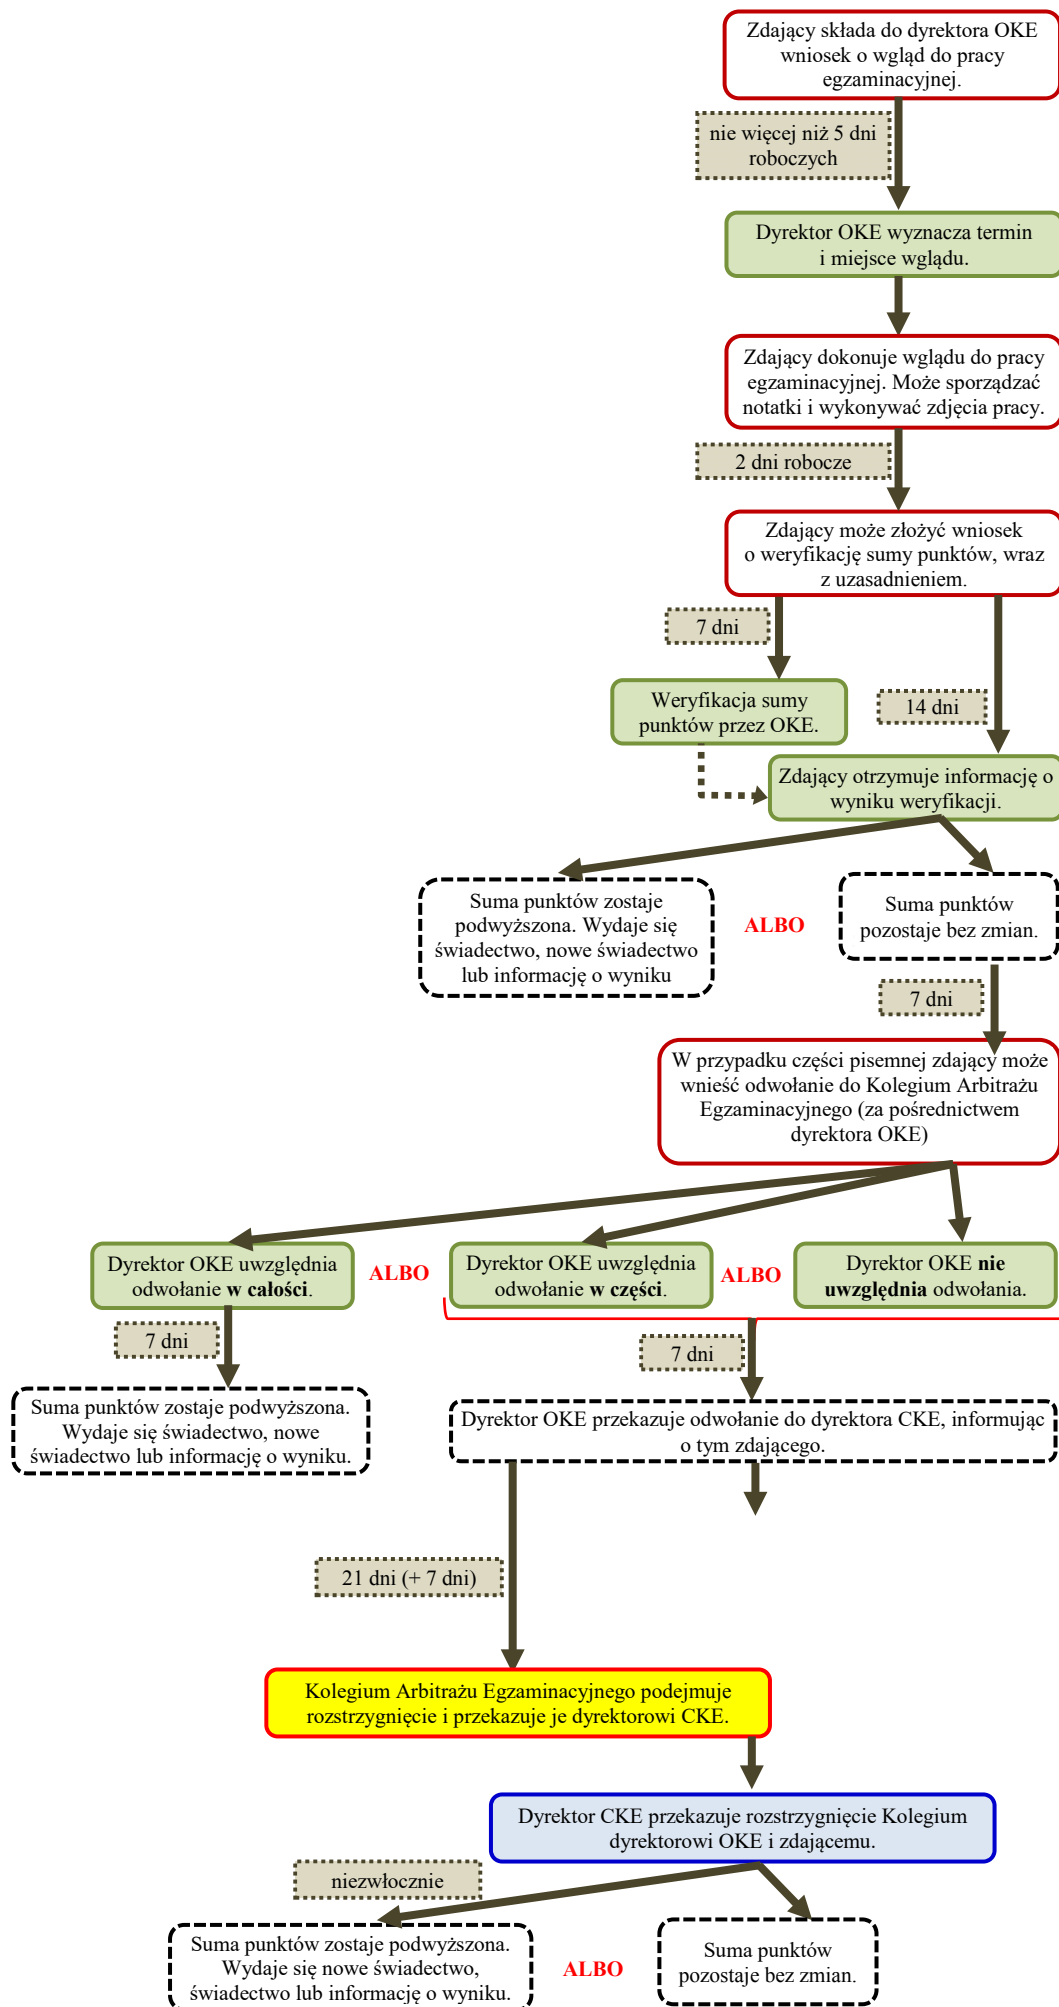 Zdający składa do dyrektora OKE
wniosek o wgląd do pracy
egzaminacyjnej.
nie więcej niż 5 dni
roboczych
Dyrektor OKE wyznacza termin
i miejsce wglądu.
Zdający dokonuje wglądu do pracy
egzaminacyjnej. Może sporządzać
notatki i wykonywać zdjęcia pracy.
2 dni robocze
Zdający może złożyć wniosek
o weryfikację sumy punktów, wraz
z uzasadnieniem.
7 dni
Weryfikacja sumy
punktów przez OKE.
14 dni
Zdający otrzymuje informację o
wyniku weryfikacji.
Suma punktów zostaje
podwyższona. Wydaje się
świadectwo, nowe świadectwo
lub informację o wyniku
ALBO
Suma punktów
pozostaje bez zmian.
7 dni
W przypadku części pisemnej zdający może
wnieść odwołanie do Kolegium Arbitrażu
Egzaminacyjnego (za pośrednictwem
dyrektora OKE)
Dyrektor OKE uwzględnia
odwołanie w całości.
ALBO
Dyrektor OKE uwzględnia
odwołanie w części.
ALBO
Dyrektor OKE nie
uwzględnia odwołania.
7 dni
7 dni
Suma punktów zostaje podwyższona.
Wydaje się świadectwo, nowe
świadectwo lub informację o wyniku.
Dyrektor OKE przekazuje odwołanie do dyrektora CKE, informując
o tym zdającego.
21 dni (+ 7 dni)
Kolegium Arbitrażu Egzaminacyjnego podejmuje
rozstrzygnięcie i przekazuje je dyrektorowi CKE.
Dyrektor CKE przekazuje rozstrzygnięcie Kolegium
dyrektorowi OKE i zdającemu.
niezwłocznie
Suma punktów zostaje podwyższona.
Wydaje się nowe świadectwo,
świadectwo lub informację o wyniku.
ALBO
Suma punktów
pozostaje bez zmian.